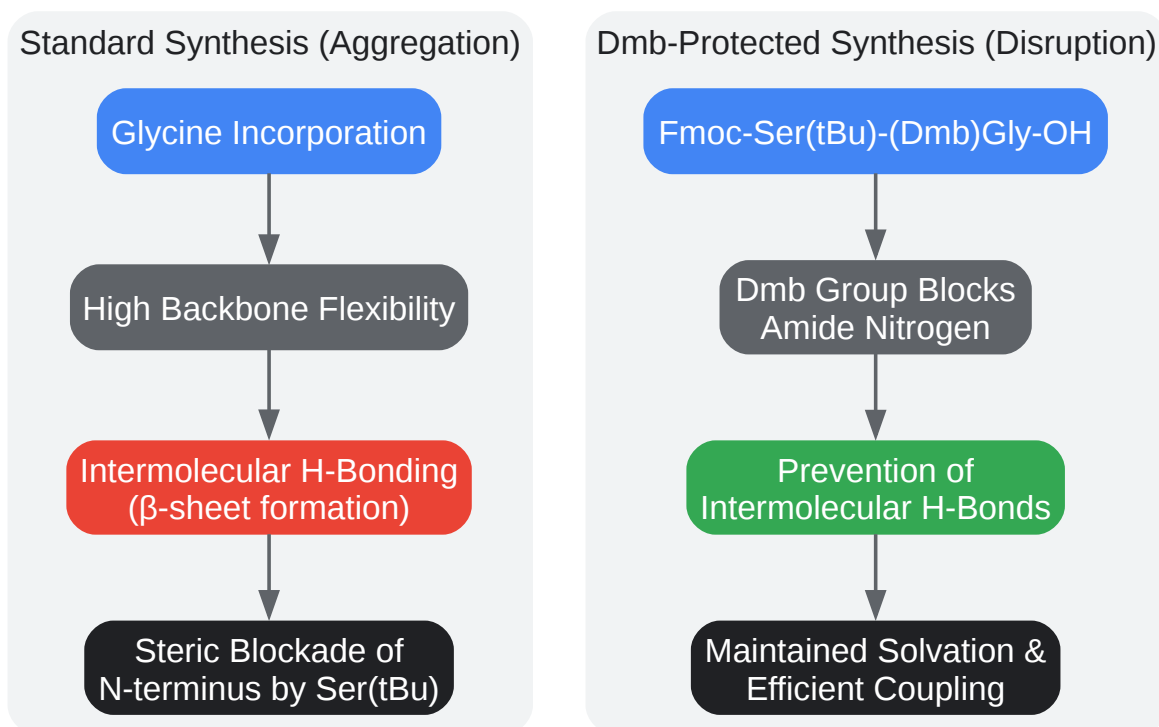 Standard Synthesis (Aggregation)
Glycine Incorporation
High Backbone Flexibility
Intermolecular H-Bonding
(β-sheet formation)
Steric Blockade of
N-terminus by Ser(tBu)
Dmb-Protected Synthesis (Disruption)
Fmoc-Ser(tBu)-(Dmb)Gly-OH
Dmb Group Blocks
Amide Nitrogen
Prevention of
Intermolecular H-Bonds
Maintained Solvation &
Efficient Coupling